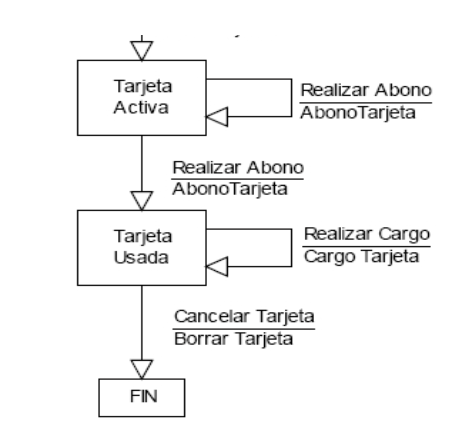 Tarjeta
Activa
Realizar Abono
AbonoTarjeta
Realizar Abono
AbonoTarjeta
Tarjeta
Usada
Realizar Cargo
Cargo Tarjeta
Cancelar Tarjeta
Borrar Tarjeta
FIN